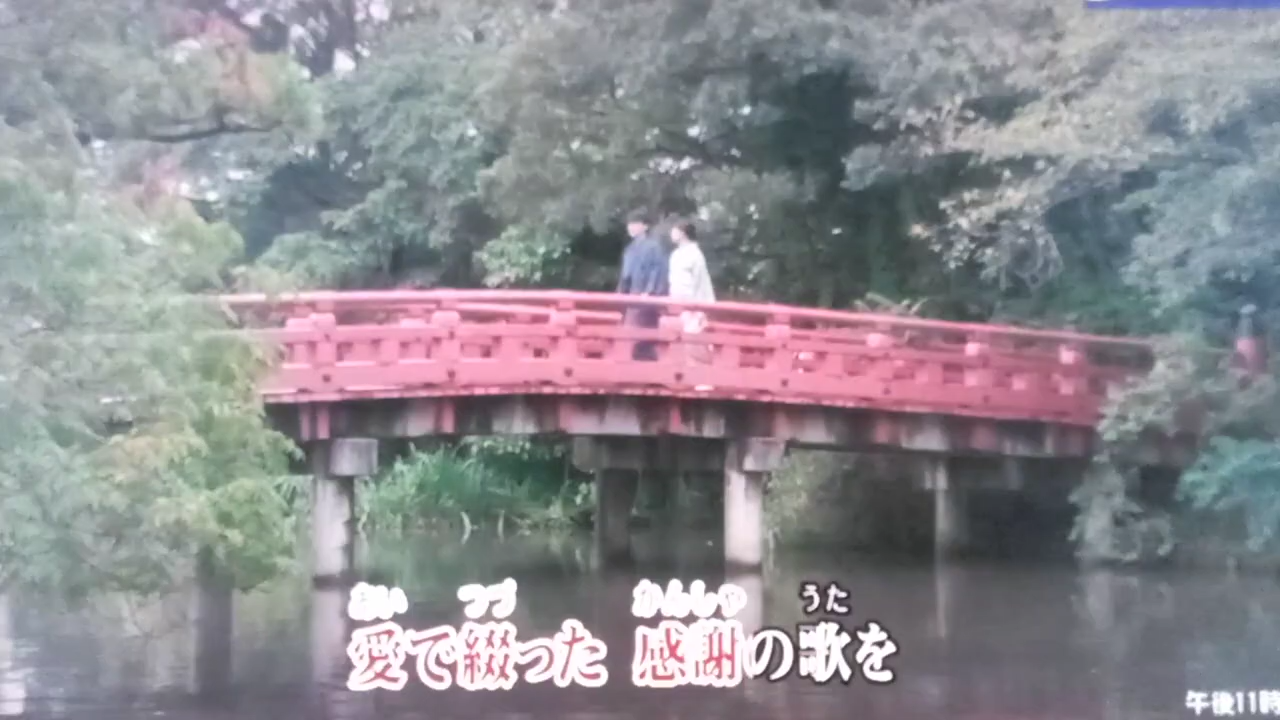 あい つづ かんしゃ うた
愛で綴った 感謝の歌を
午後11時